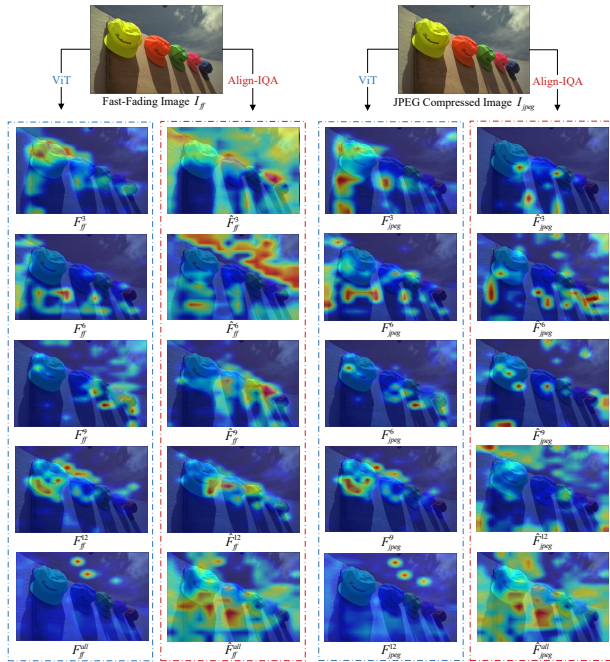 ViT
Align-IQA
ViT
Align-IQA
Fast-Fading Image I_ff
JPEG Compressed Image I_jpeg
F^3_ff
F̂^3_ff
F^3_jpeg
F̂^3_jpeg
F^6_ff
F̂^6_ff
F^6_jpeg
F̂^6_jpeg
F^9_ff
F̂^9_ff
F^6_jpeg
F̂^9_jpeg
F^12_ff
F̂^12_ff
F^9_jpeg
F̂^12_jpeg
F^all_ff
F̂^all_ff
F^12_jpeg
F̂^all_jpeg